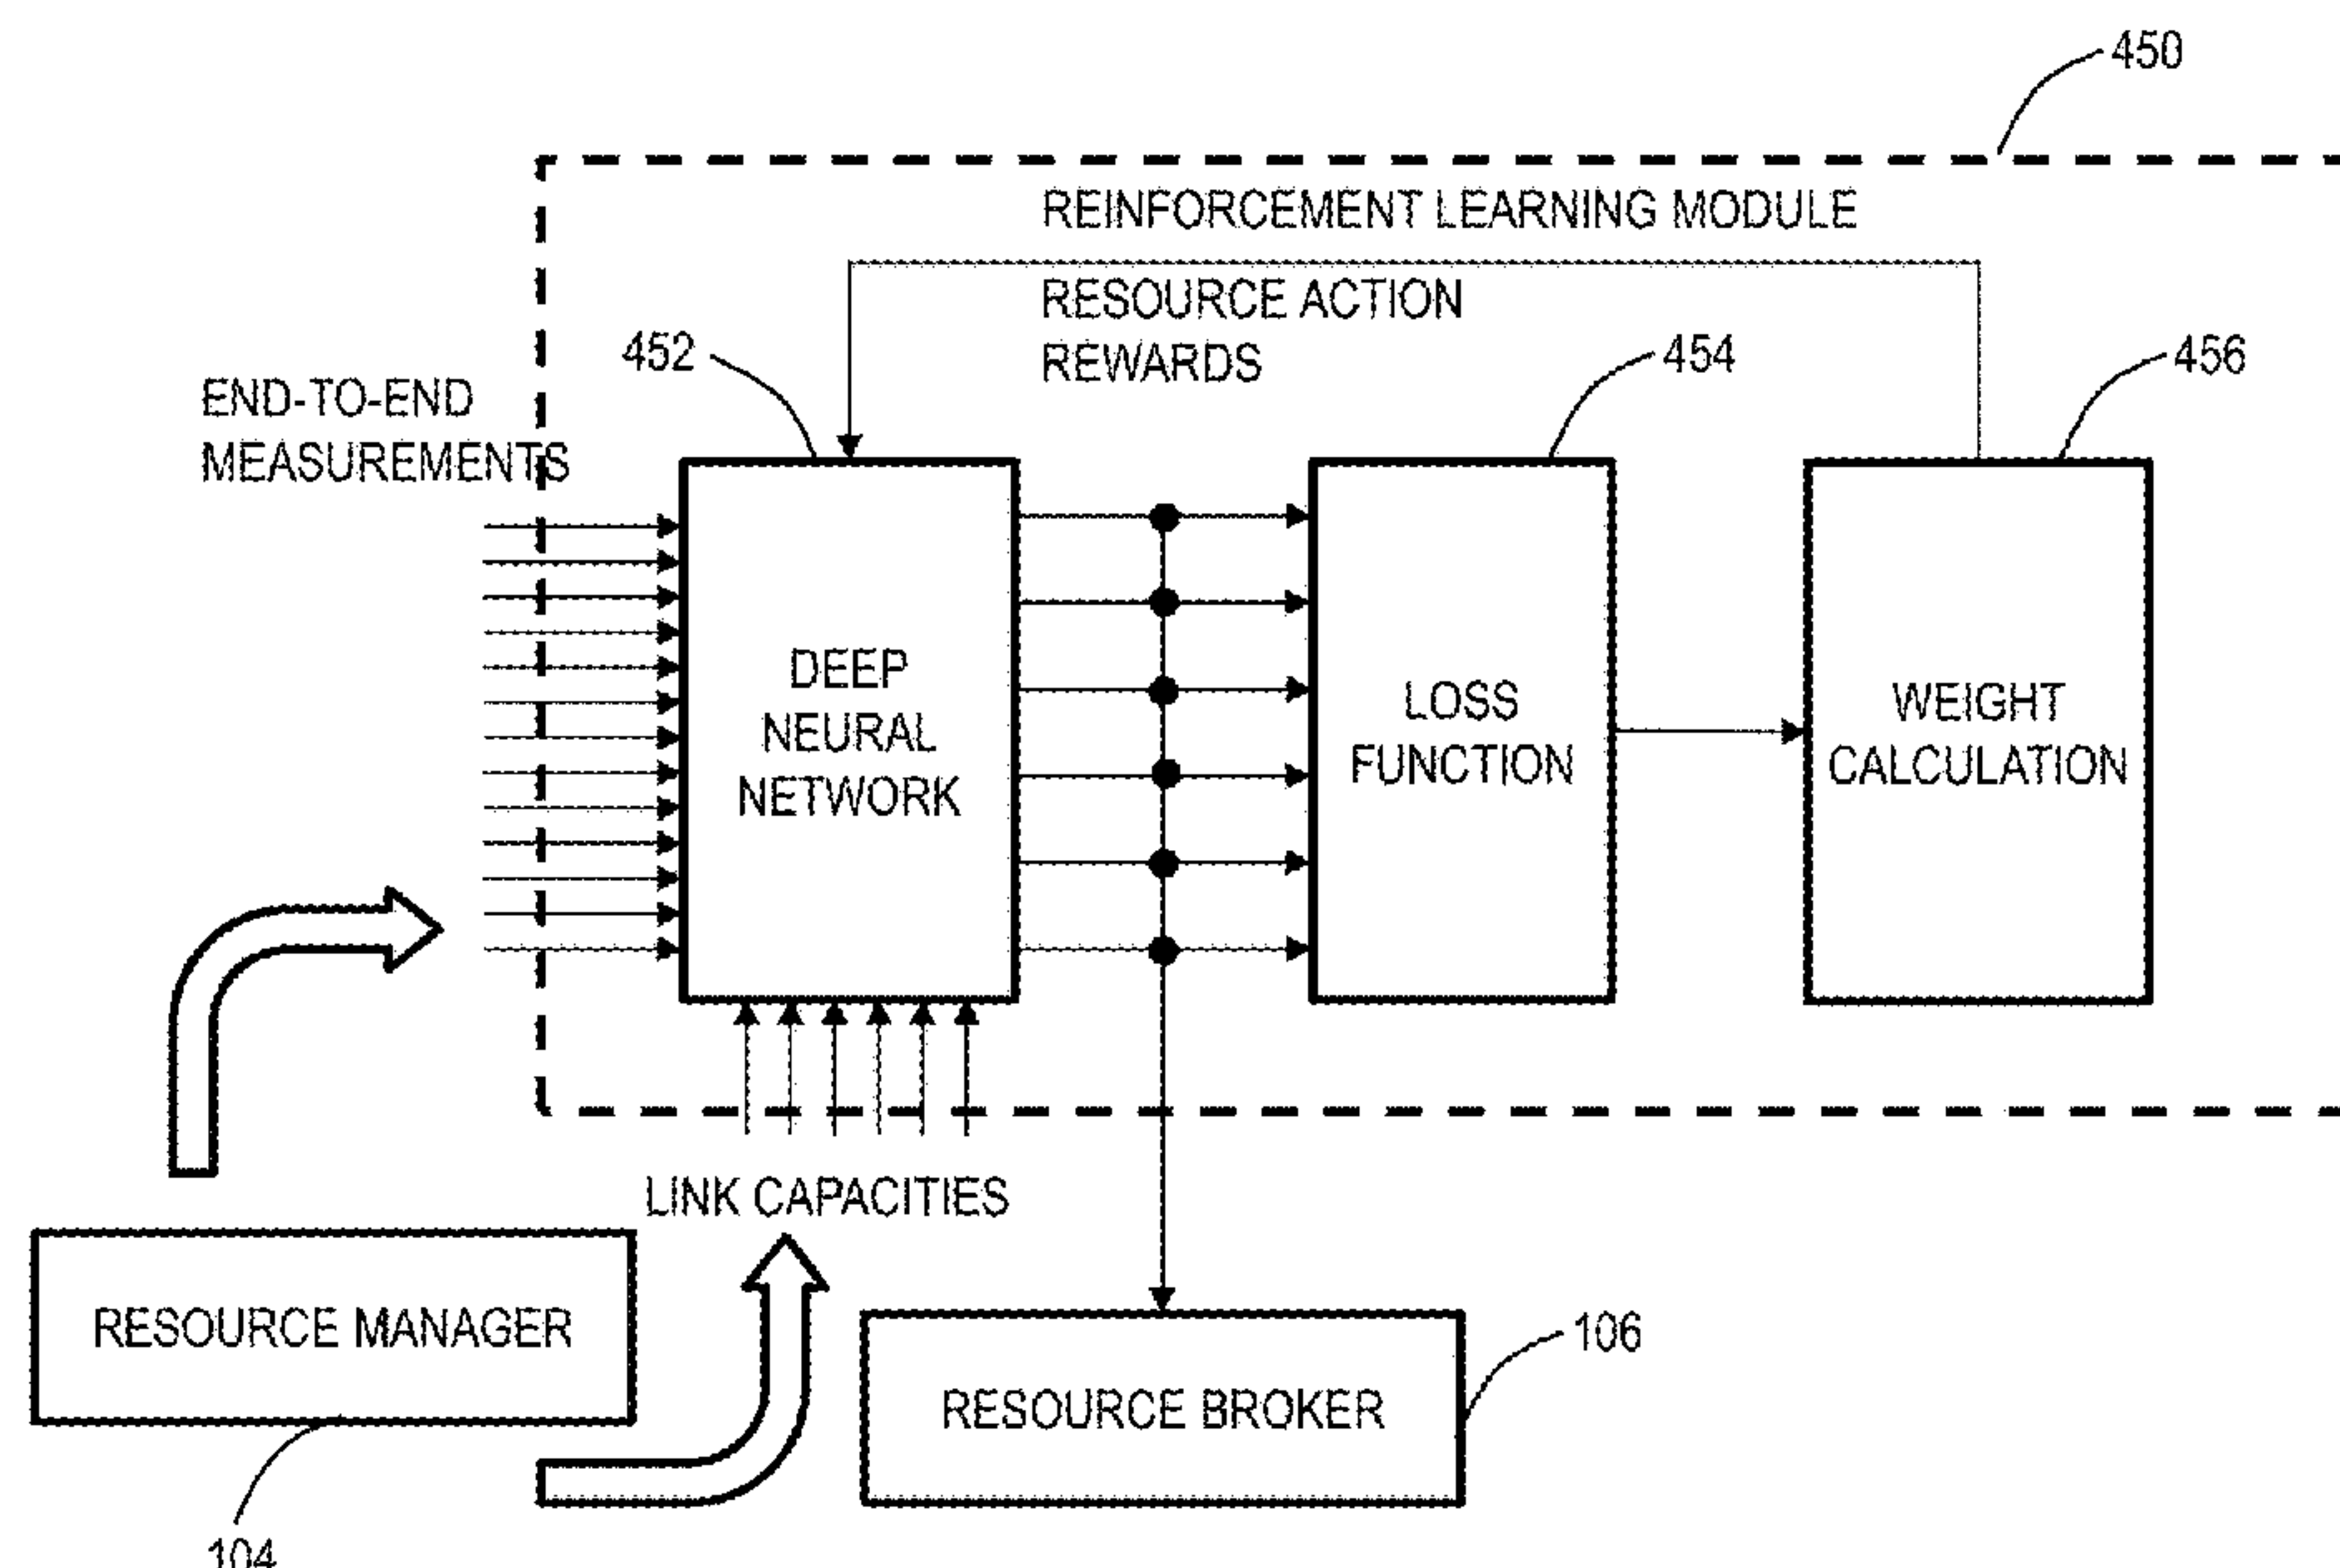 450
REINFORCEMENT LEARNING MODULE
RESOURCE ACTION
REWARDS
452
454
456
END-TO-END
MEASUREMENTS
DEEP
NEURAL
NETWORK
LOSS
FUNCTION
WEIGHT
CALCULATION
LINK CAPACITIES
RESOURCE MANAGER
106
RESOURCE BROKER
104